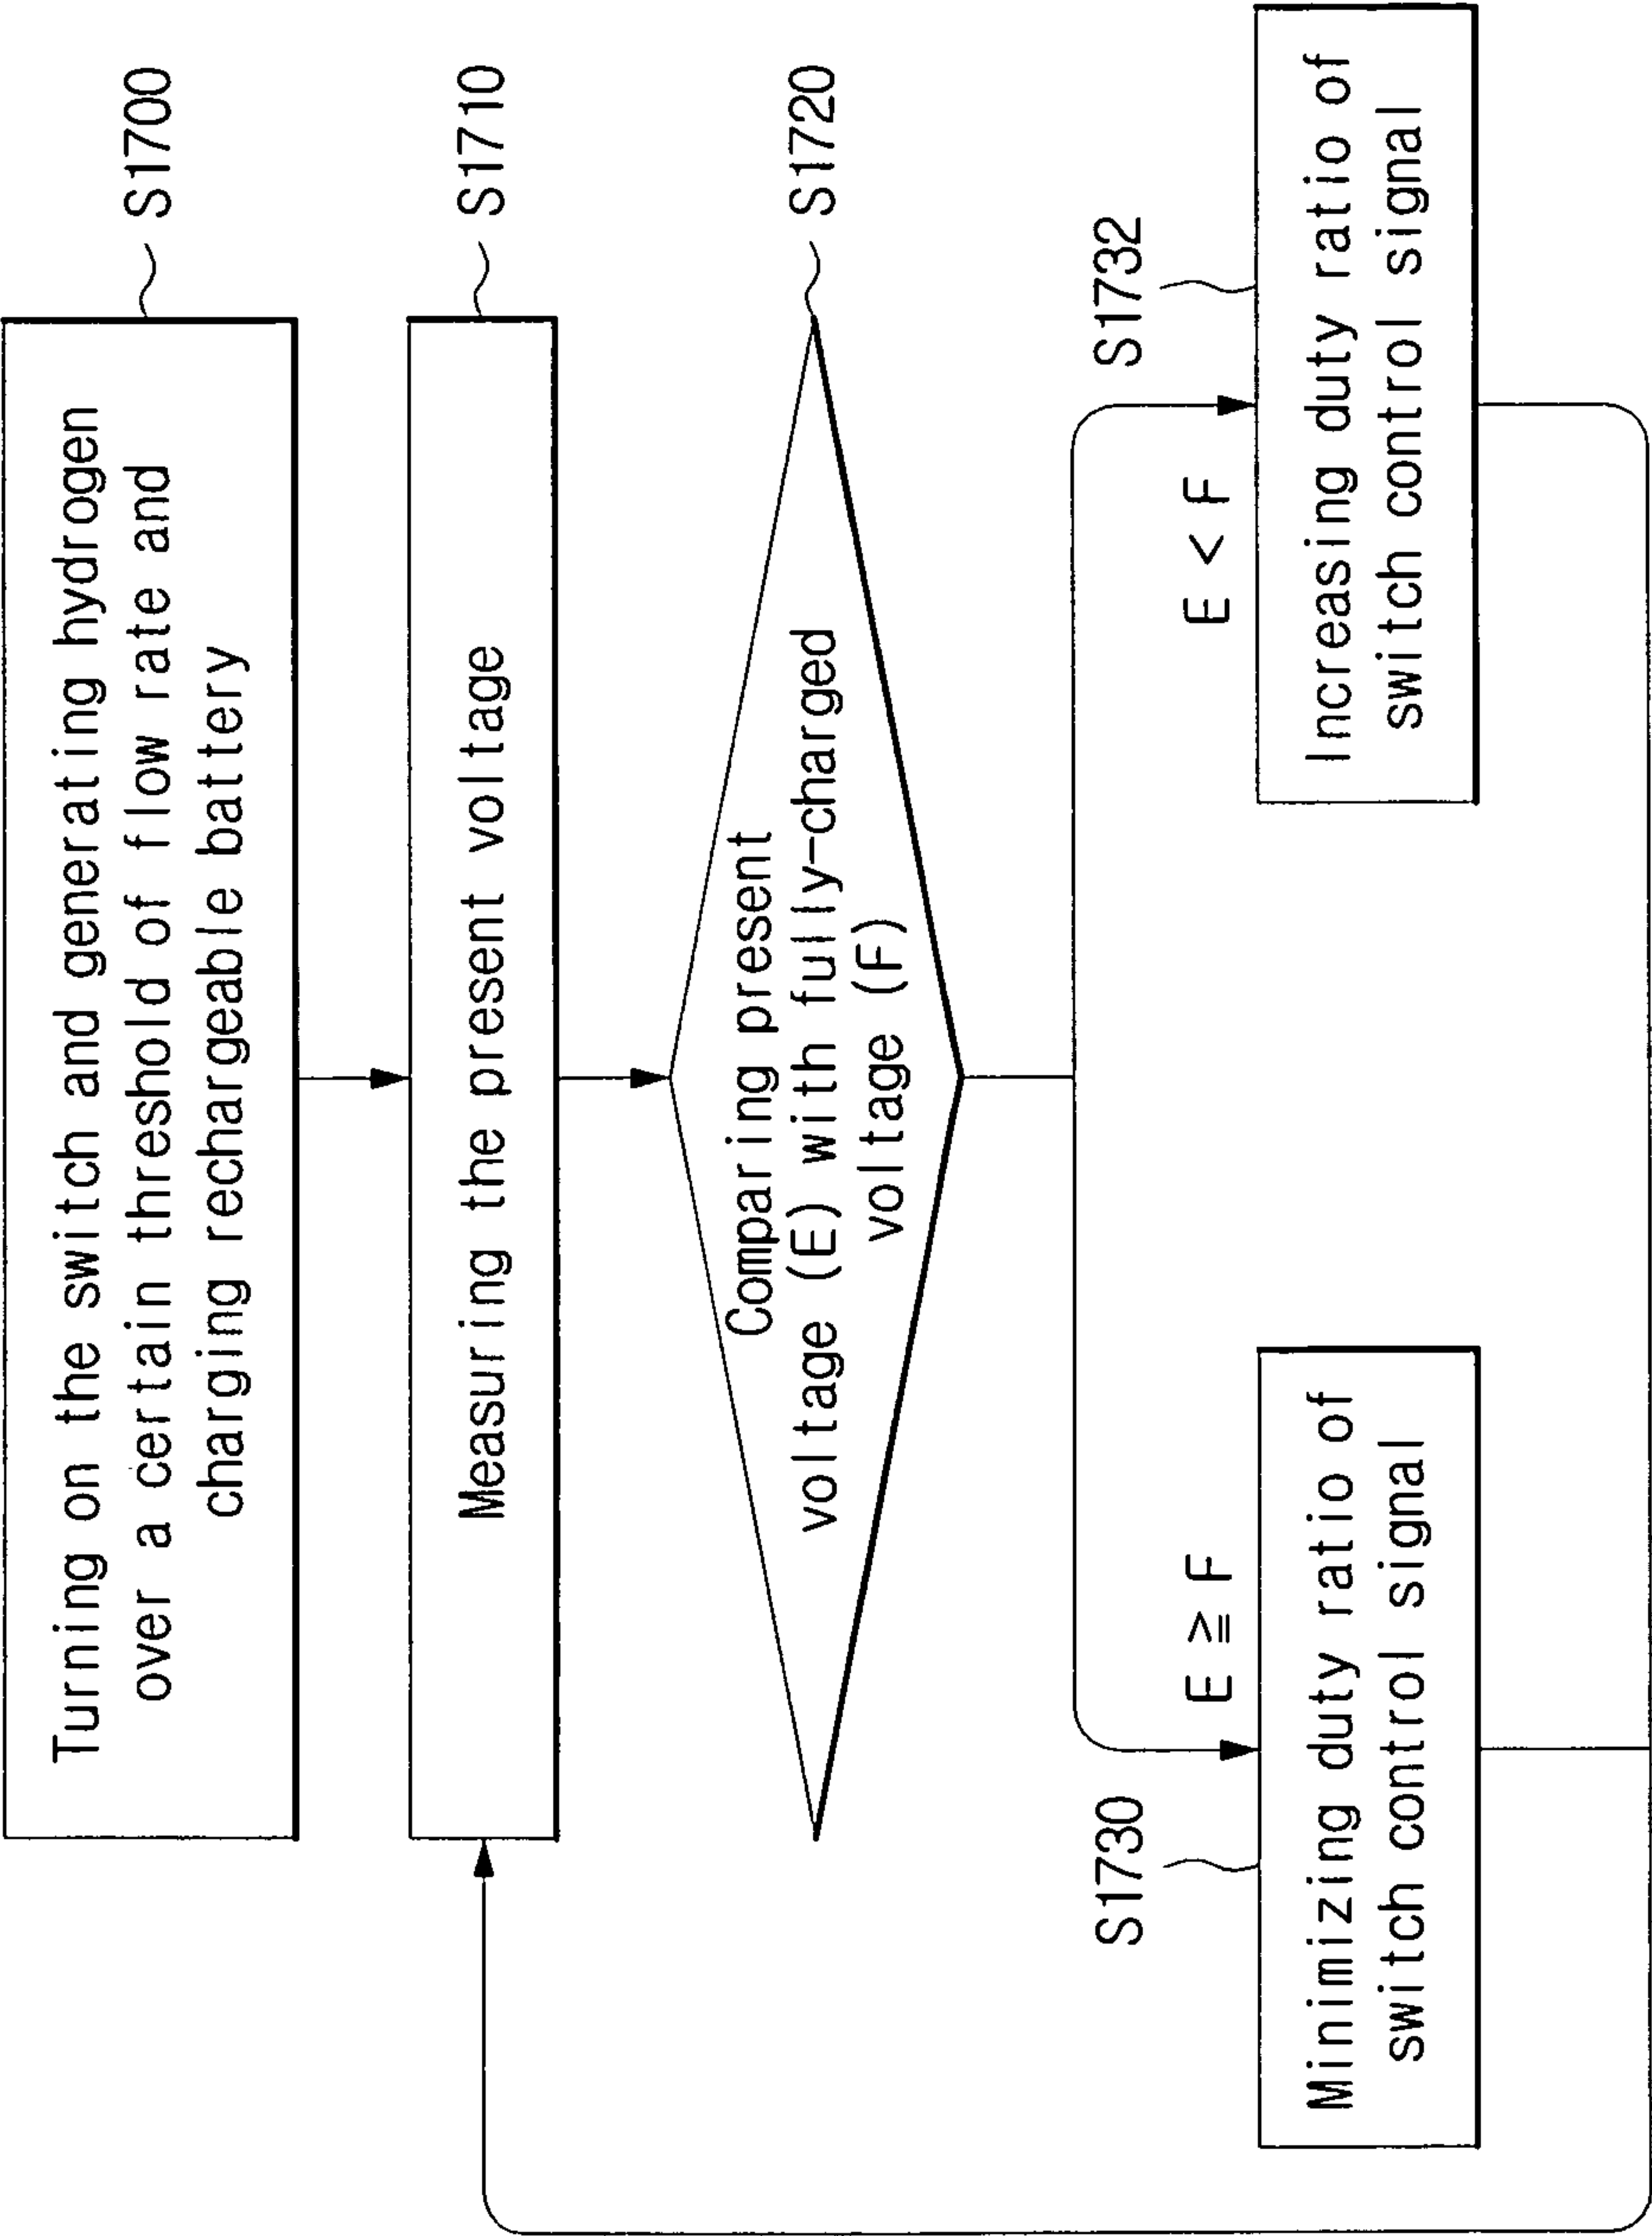 Turning on the switch and generating hydrogen
over a certain threshold of flow rate and
charging rechargeable battery
S1700
Measuring the present voltage
S1710
Comparing present
voltage (E) with fully-charged
voltage (F)
S1720
S1730
E ≧ F
Minimizing duty ratio of
switch control signal
E < F
S1732
Increasing duty ratio of
switch control signal